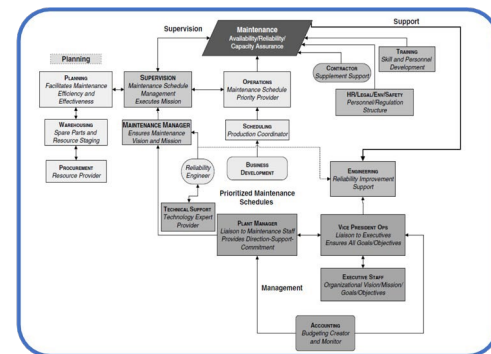 Supervision
Support
Maintenance
Availability/Reliability/
Capacity Assurance
Planning
TRAINING
Skill and Personnel
Development
CONTRACTOR
Supplement Support
PLANNING
Facilitates Maintenance
Efficiency and
Effectiveness
SUPERVISION
Maintenance Schedule
Management
Executes Mission
OPERATIONS
Maintenance Schedule
Priority Provider
HR/LEGAL/ENV/SAFETY
Personnel/Regulation
Structure
WAREHOUSING
Spare Parts and
Resource Staging
MAINTENANCE MANAGER
Ensures Maintenance
Vision and Mission
SCHEDULING
Production Coordinator
PROCUREMENT
Resource Provider
Reliability
Engineer
BUSINESS
DEVELOPMENT
ENGINEERING
Reliability Improvement
Support
Prioritized Maintenance
Schedules
TECHNICAL SUPPORT
Technology Expert
Provider
PLANT MANAGER
Liaison to Maintenance Staff
Provides Direction-Support-
Commitment
VICE PRESIDENT OPS
Liaison to Executives
Ensures All Goals/Objectives
EXECUTIVE STAFF
Organizational Vision/Mission/
Goals/Objectives
Management
ACCOUNTING
Budgeting Creator
and Monitor